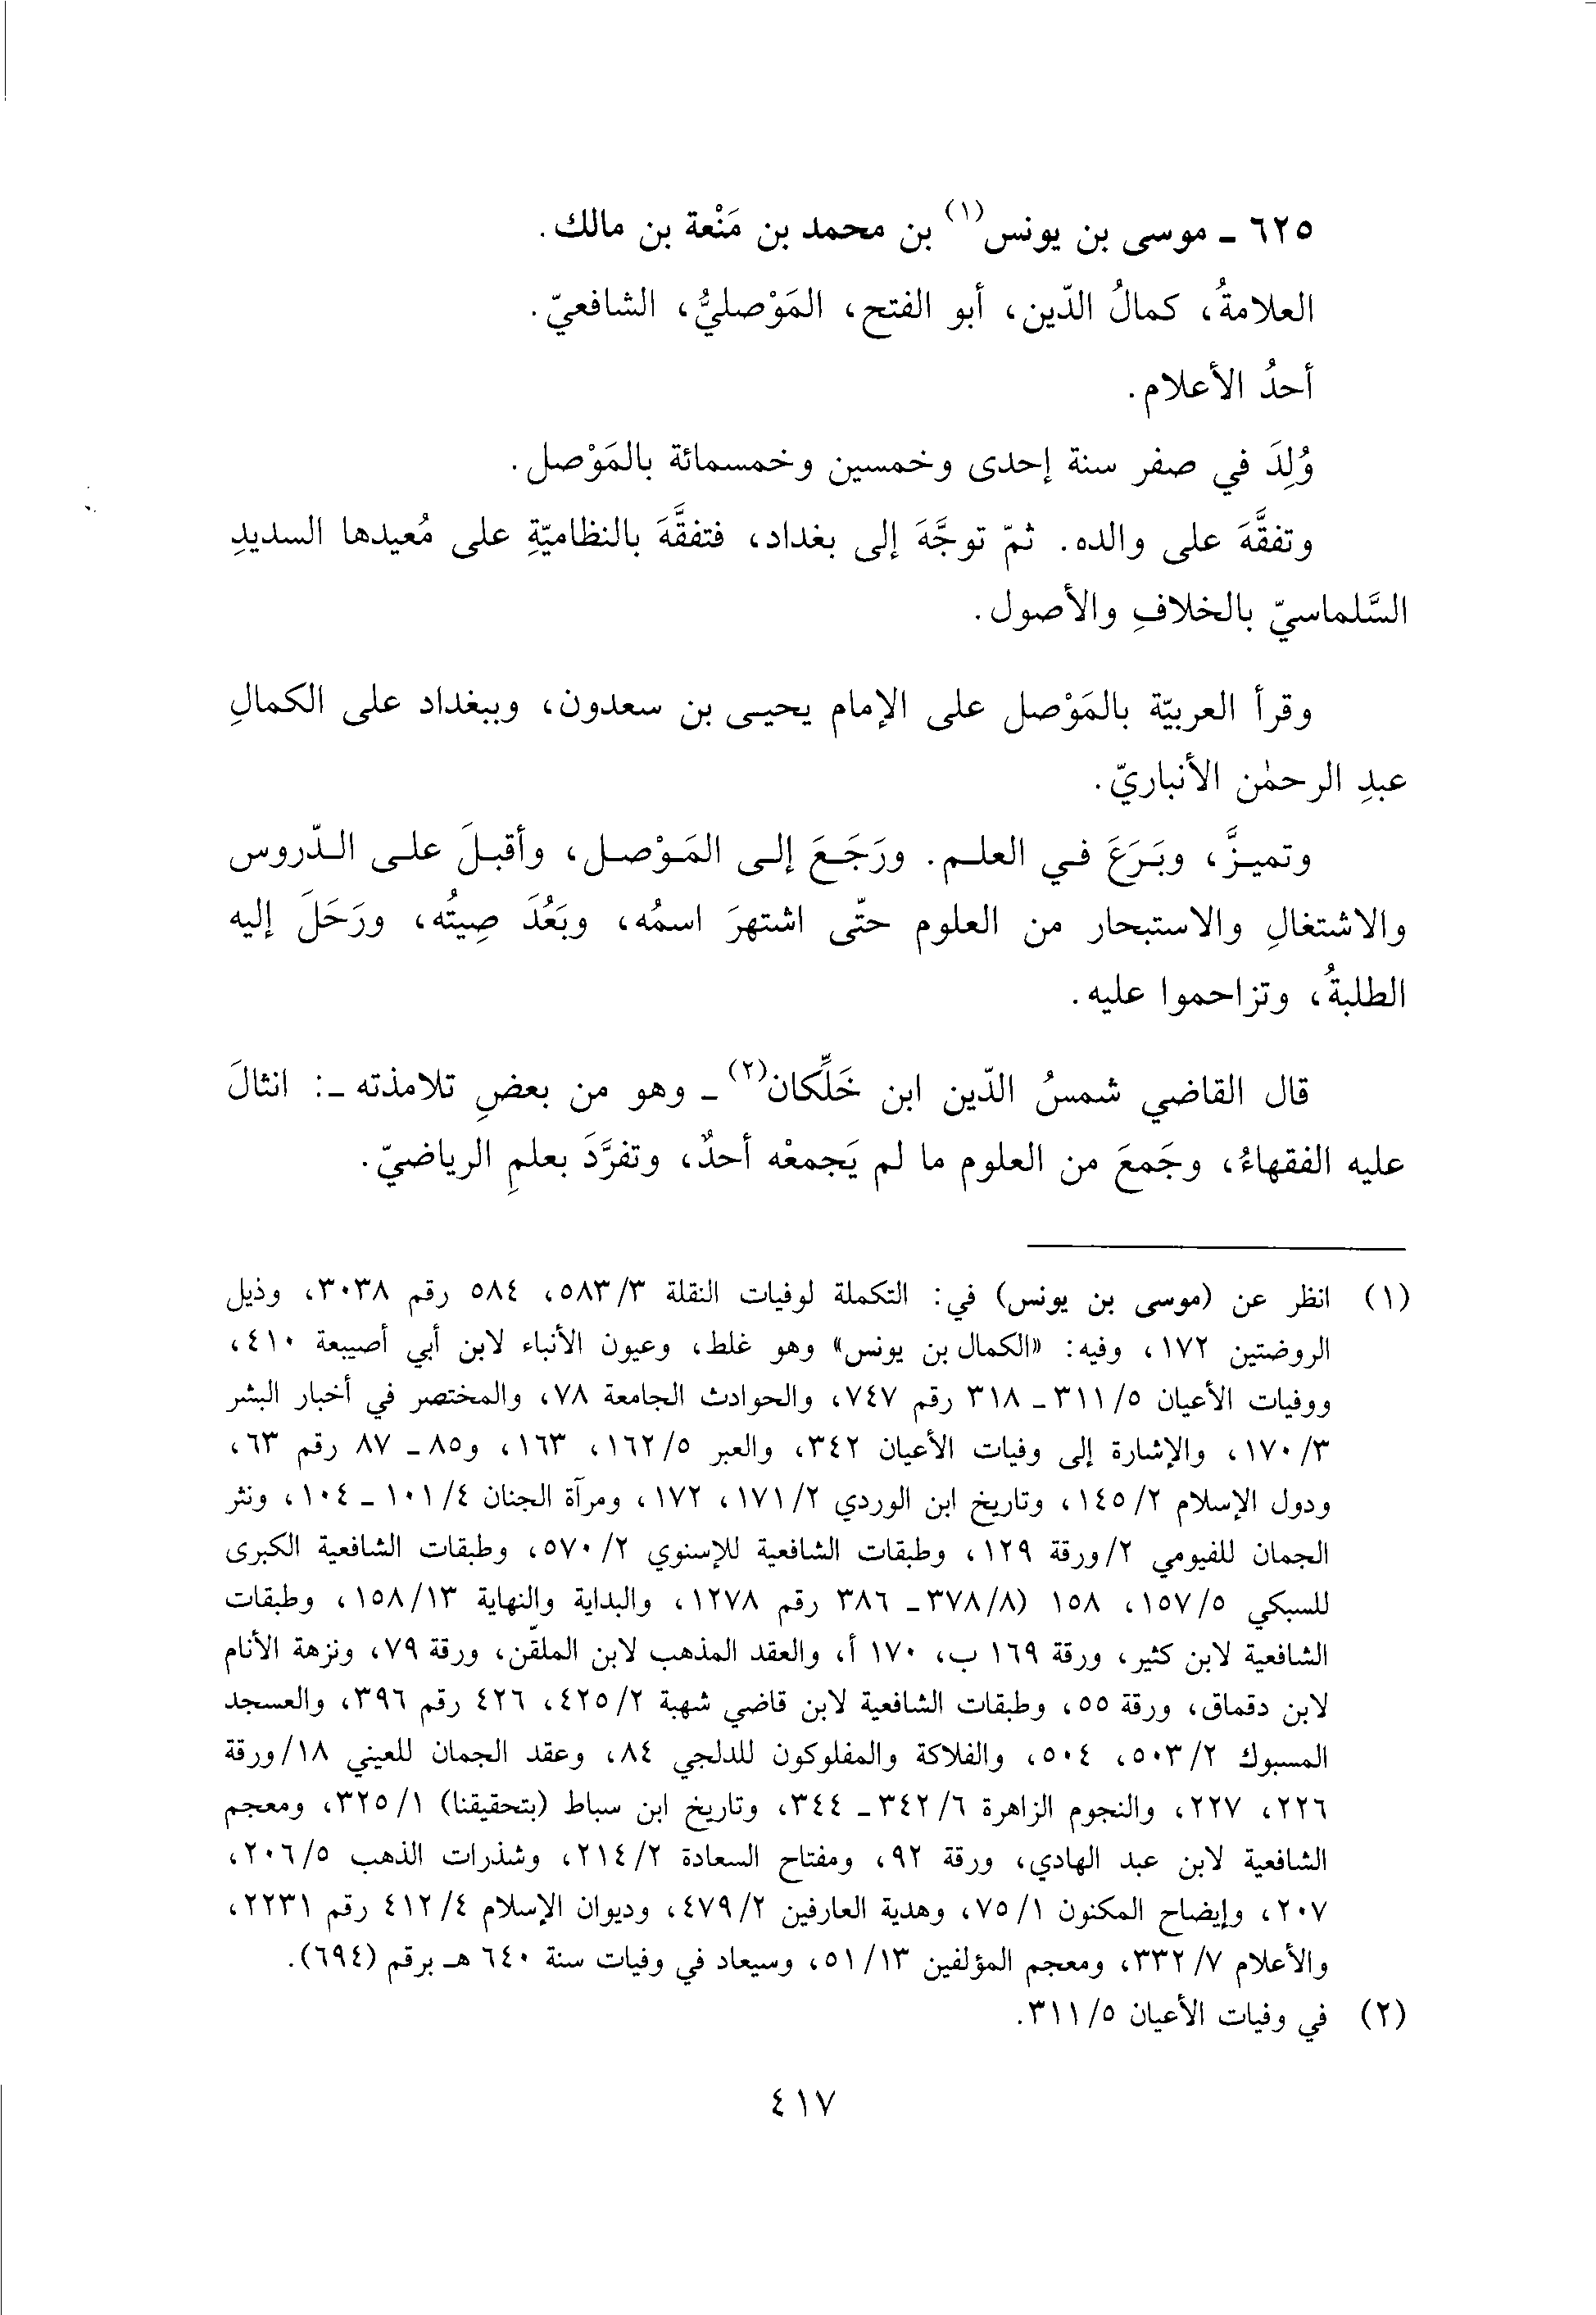 ٦٢٥ ـ موسى بن يونس(١) بن محمد بن مَنْعة بن مالك.
العلامةُ، كمالُ الدّين، أبو الفتح، المَوْصليُّ، الشافعيّ.
أحدُ الأعلام.
وُلِدَ في صفر سنة إحدى وخمسين وخمسمائة بالمَوْصل.
وتفقَّهَ على والده. ثمّ توجَّهَ إلى بغداد، فتفقَّهَ بالنظاميّةِ على مُعيدها السديدِ
السَّلماسيّ بالخلافِ والأصول.
وقرأ العربيّة بالمَوْصل على الإمام يحيى بن سعدون، وببغداد على الكمالِ
عبدِ الرحمٰن الأنباريّ.
وتميـزَّ، وبَـرَعَ فـي العلـم. ورَجَـعَ إلـى المَـوْصـل، وأقبـلَ علـى الـدّروس
والاشتغالِ والاستبحار من العلوم حتّى اشتهرَ اسمُه، وبَعُدَ صِيتُه، ورَحَلَ إليه
الطلبةُ، وتزاحموا عليه.
قال القاضي شمسُ الدّين ابن خَلِّكان(٢) ـ وهو من بعضِ تلامذته ـ: انثالَ
عليه الفقهاءُ، وجَمعَ من العلوم ما لم يَجمعْه أحدٌ، وتفرَّدَ بعلمِ الرياضيّ.
(١) انظر عن (موسى بن يونس) في: التكملة لوفيات النقلة ٣/ ٥٨٣، ٥٨٤ رقم ٣٠٣٨، وذيل
الروضتين ١٧٢، وفيه: «الكمال بن يونس» وهو غلط، وعيون الأنباء لابن أبي أصيبعة ٤١٠،
ووفيات الأعيان ٥/ ٣١١ ـ ٣١٨ رقم ٧٤٧، والحوادث الجامعة ٧٨، والمختصر في أخبار البشر
٣/ ١٧٠، والإشارة إلى وفيات الأعيان ٣٤٢، والعبر ٥/ ١٦٢، ١٦٣، و٨٥ ـ ٨٧ رقم ٦٣،
ودول الإسلام ٢/ ١٤٥، وتاريخ ابن الوردي ٢/ ١٧١، ١٧٢، ومرآة الجنان ٤/ ١٠١ ـ ١٠٤، ونثر
الجمان للفيومي ٢/ ورقة ١٢٩، وطبقات الشافعية للإسنوي ٢/ ٥٧٠، وطبقات الشافعية الكبرى
للسبكي ٥/ ١٥٧، ١٥٨ (٨/ ٣٧٨ ـ ٣٨٦ رقم ١٢٧٨، والبداية والنهاية ١٣/ ١٥٨، وطبقات
الشافعية لابن كثير، ورقة ١٦٩ ب، ١٧٠ أ، والعقد المذهب لابن الملقّن، ورقة ٧٩، ونزهة الأنام
لابن دقماق، ورقة ٥٥، وطبقات الشافعية لابن قاضي شهبة ٢/ ٤٢٥، ٤٢٦ رقم ٣٩٦، والعسجد
المسبوك ٢/ ٥٠٣، ٥٠٤، والفلاكة والمفلوكون للدلجي ٨٤، وعقد الجمان للعيني ١٨/ ورقة
٢٢٦، ٢٢٧، والنجوم الزاهرة ٦/ ٣٤٢ ـ ٣٤٤، وتاريخ ابن سباط (بتحقيقنا) ١/ ٣٢٥، ومعجم
الشافعية لابن عبد الهادي، ورقة ٩٢، ومفتاح السعادة ٢/ ٢١٤، وشذرات الذهب ٥/ ٢٠٦،
٢٠٧، وإيضاح المكنون ١/ ٧٥، وهدية العارفين ٢/ ٤٧٩، وديوان الإسلام ٤/ ٤١٢ رقم ٢٢٣١،
والأعلام ٧/ ٣٣٢، ومعجم المؤلفين ١٣/ ٥١، وسيعاد في وفيات سنة ٦٤٠ هـ برقم (٦٩٤).
(٢) في وفيات الأعيان ٥/ ٣١١.
٤١٧